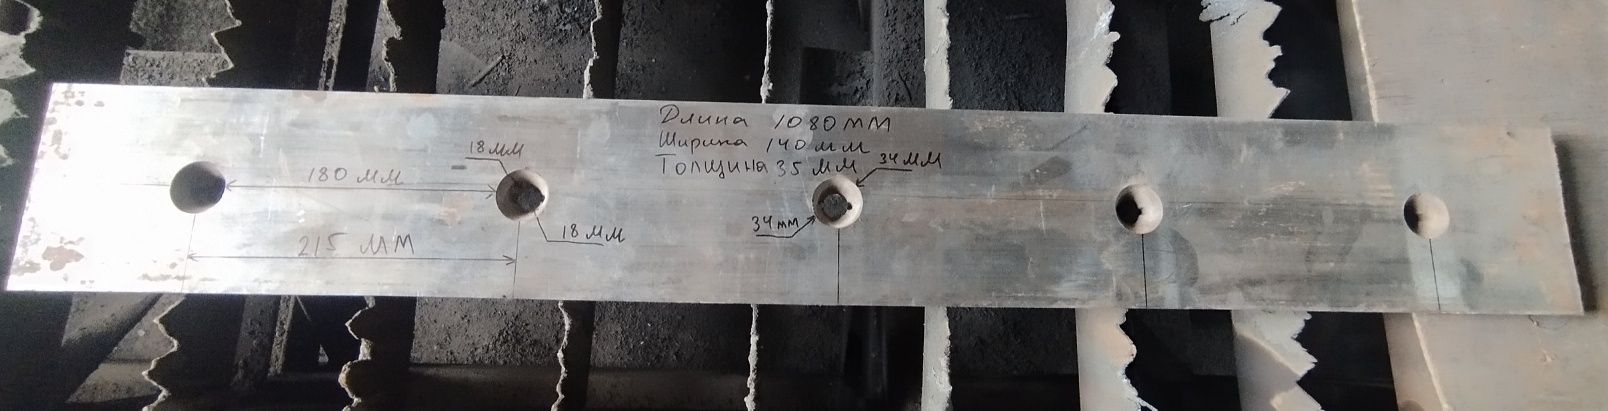 Длина 1080 мм
Ширина 140 мм
Толщина 35 мм
34 мм
18 мм
180 мм
34 мм
18 мм
215 мм